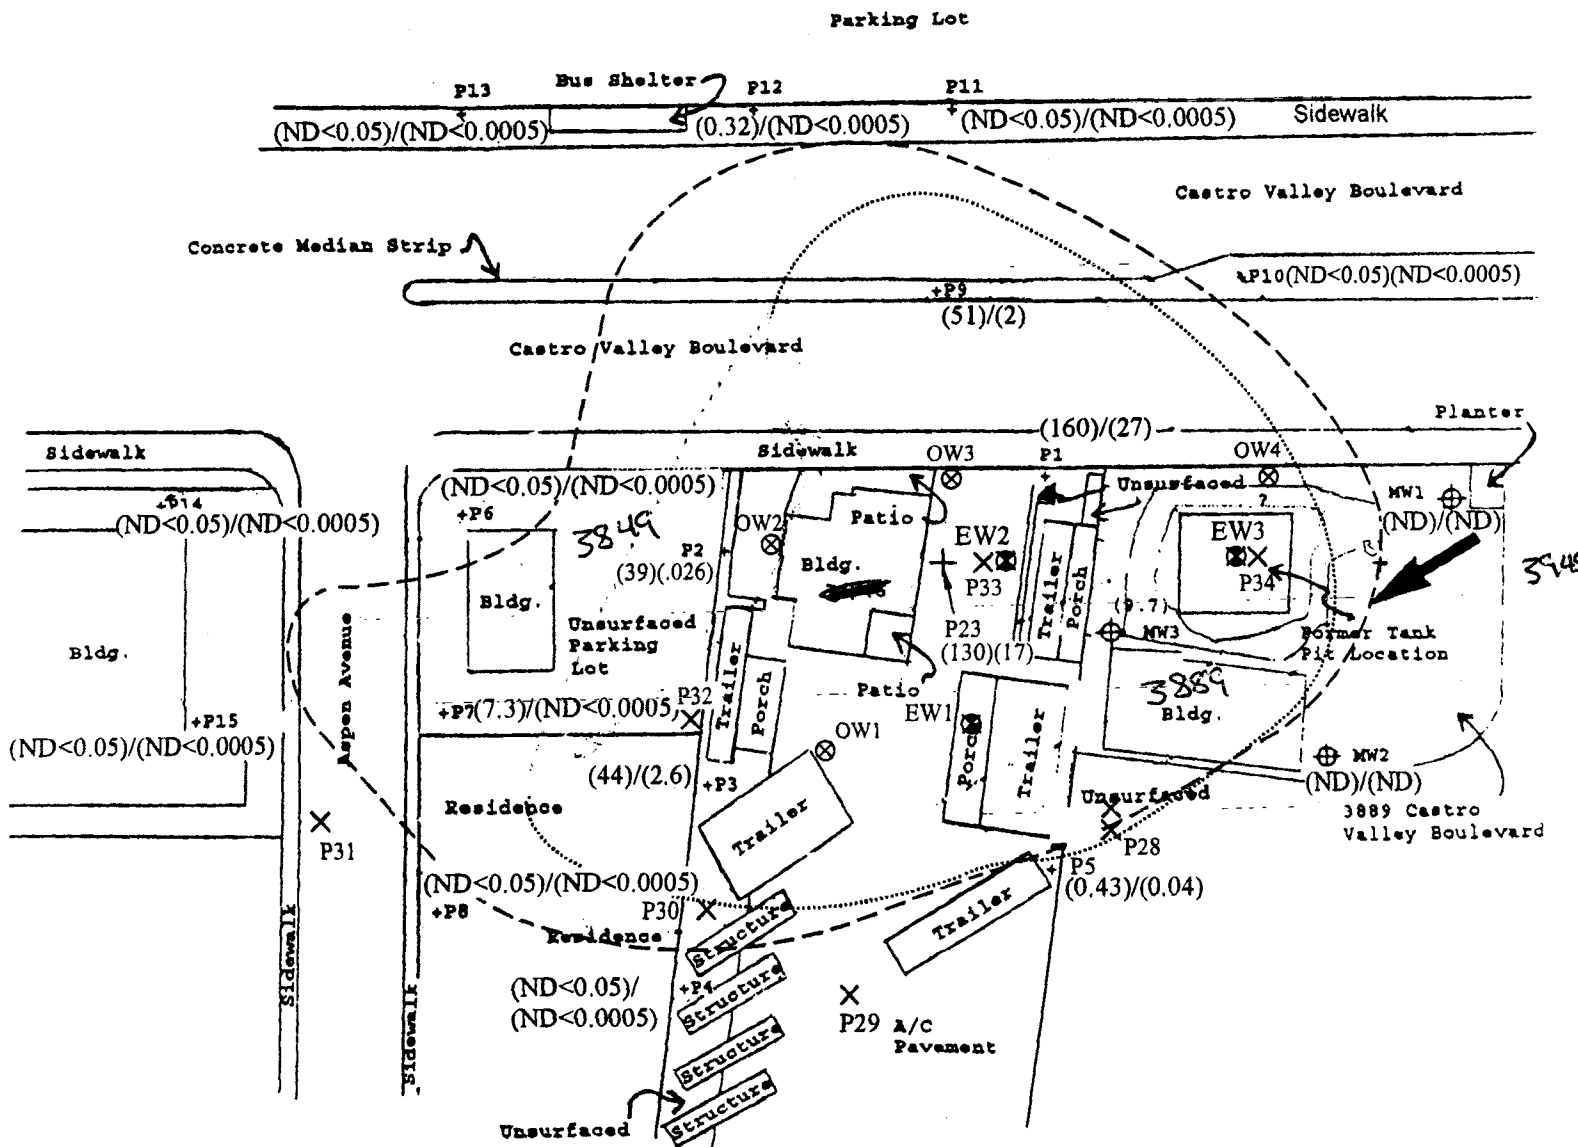 Parking Lot
P13
Bus Shelter
P12
P11
(ND<0.05)/(ND<0.0005)
(0.32)/(ND<0.0005)
(ND<0.05)/(ND<0.0005)
Sidewalk
Castro Valley Boulevard
Concrete Median Strip
P10(ND<0.05)(ND<0.0005)
+P9
(51)/(2)
Castro Valley Boulevard
Planter
(160)/(27)
Sidewalk
Sidewalk
OW3
P1
OW4
(ND<0.05)/(ND<0.0005)
Unsurfaced
MW1
+P14
(ND<0.05)/(ND<0.0005)
+P6
3849
OW2
Patio
?
(ND)/(ND)
P2
(39)(.026)
Bldg.
EW2
P33
EW3
P34
Bldg.
Unsurfaced
Parking
Lot
Trailer
Porch
(9.7)
P23
(130)(17)
MW3
Former Tank
Pit Location
Bldg.
Aspen Avenue
Trailer
Porch
Patio
3889
Bldg.
+P7(7.3)/(ND<0.0005)
P32
EW1
+P15
(ND<0.05)/(ND<0.0005)
OW1
Porch
Trailer
MW2
(ND)/(ND)
(44)/(2.6)
+P3
Residence
Unsurfaced
3889 Castro
Valley Boulevard
Trailer
P31
P28
(ND<0.05)/(ND<0.0005)
+P8
P30
P5
(0.43)/(0.04)
Trailer
Residence
Structure
Sidewalk
Sidewalk
(ND<0.05)/
(ND<0.0005)
+P4
Structure
P29
A/C
Pavement
Structure
Structure
Unsurfaced